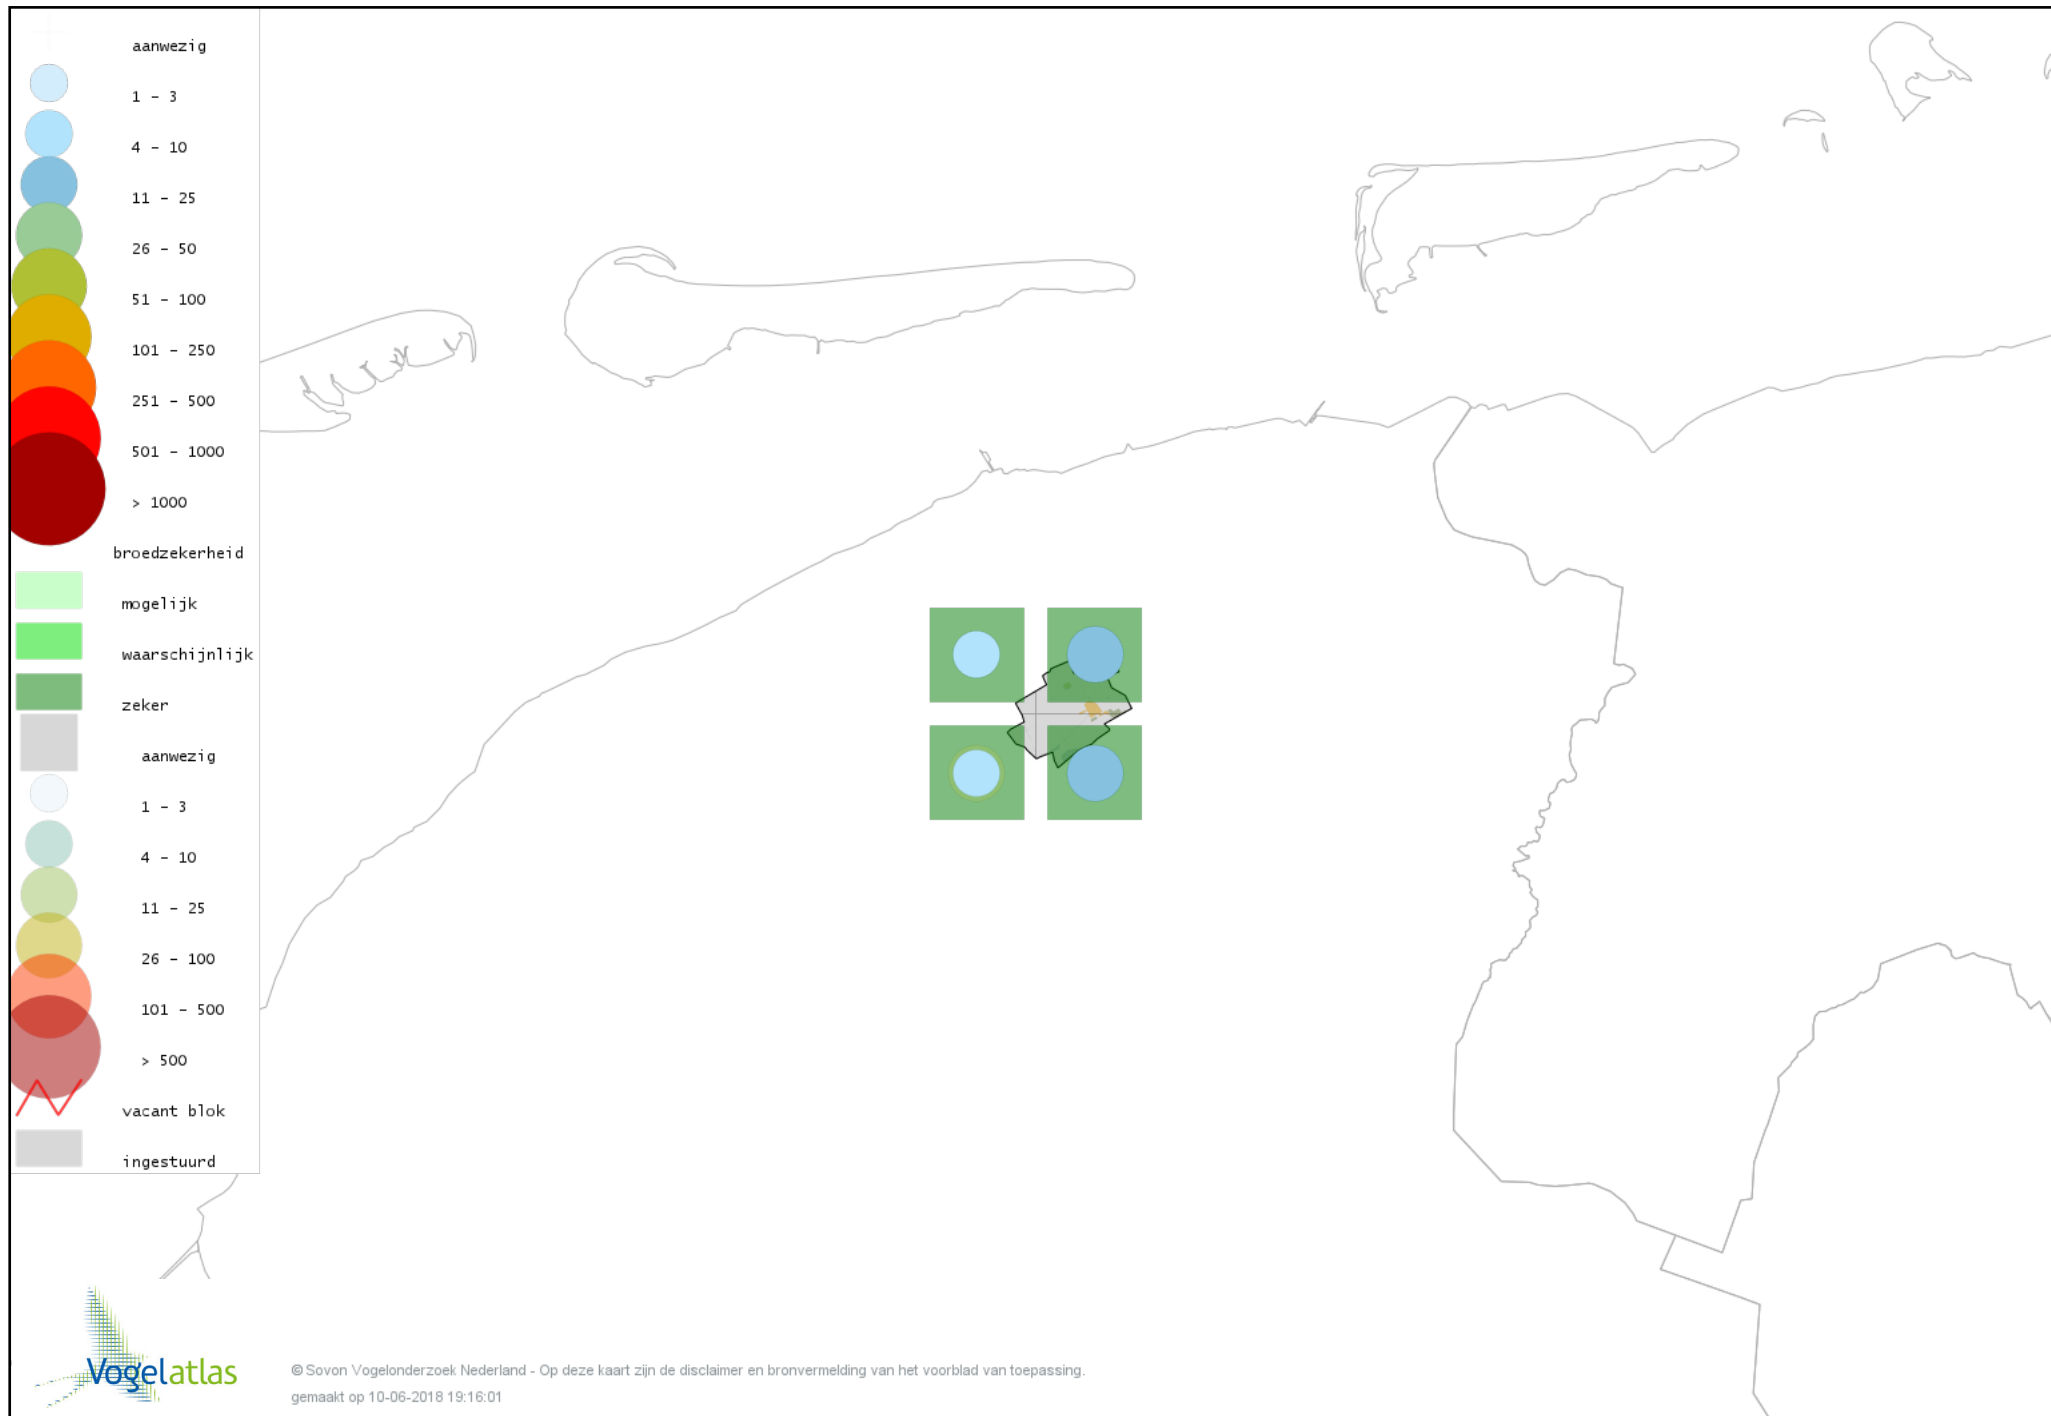 aanwezig
1 - 3
4 - 10
11 - 25
26 - 50
51 - 100
101 - 250
251 - 500
501 - 1000
> 1000
broedzekerheid
mogelijk
waarschijnlijk
zeker
aanwezig
1 - 3
4 - 10
11 - 25
26 - 100
101 - 500
> 500
vacant blok
ingestuurd
Vogelatlas
© Sovon Vogelonderzoek Nederland - Op deze kaart zijn de disclaimer en bronvermelding van het voorblad van toepassing.
gemaakt op 10-06-2018 19:16:01